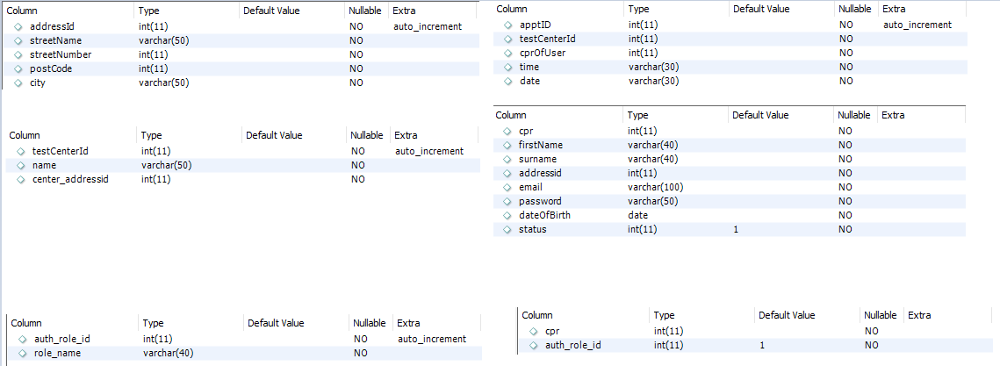 Column Type Default Value Nullable Extra
addressId int(11) NO auto_increment
streetName varchar(50) NO
streetNumber int(11) NO
postCode int(11) NO
city varchar(50) NO
Column Type Default Value Nullable Extra
apptID int(11) NO auto_increment
testCenterId int(11) NO
cprOfUser int(11) NO
time varchar(30) NO
date varchar(30) NO
Column Type Default Value Nullable Extra
testCenterId int(11) NO auto_increment
name varchar(50) NO
center_addressid int(11) NO
Column Type Default Value Nullable Extra
cpr int(11) NO
firstName varchar(40) NO
surname varchar(40) NO
addressid int(11) NO
email varchar(100) NO
password varchar(50) NO
dateOfBirth date NO
status int(11) 1 NO
Column Type Default Value Nullable Extra
auth_role_id int(11) NO auto_increment
role_name varchar(40) NO
Column Type Default Value Nullable Extra
cpr int(11) NO
auth_role_id int(11) 1 NO